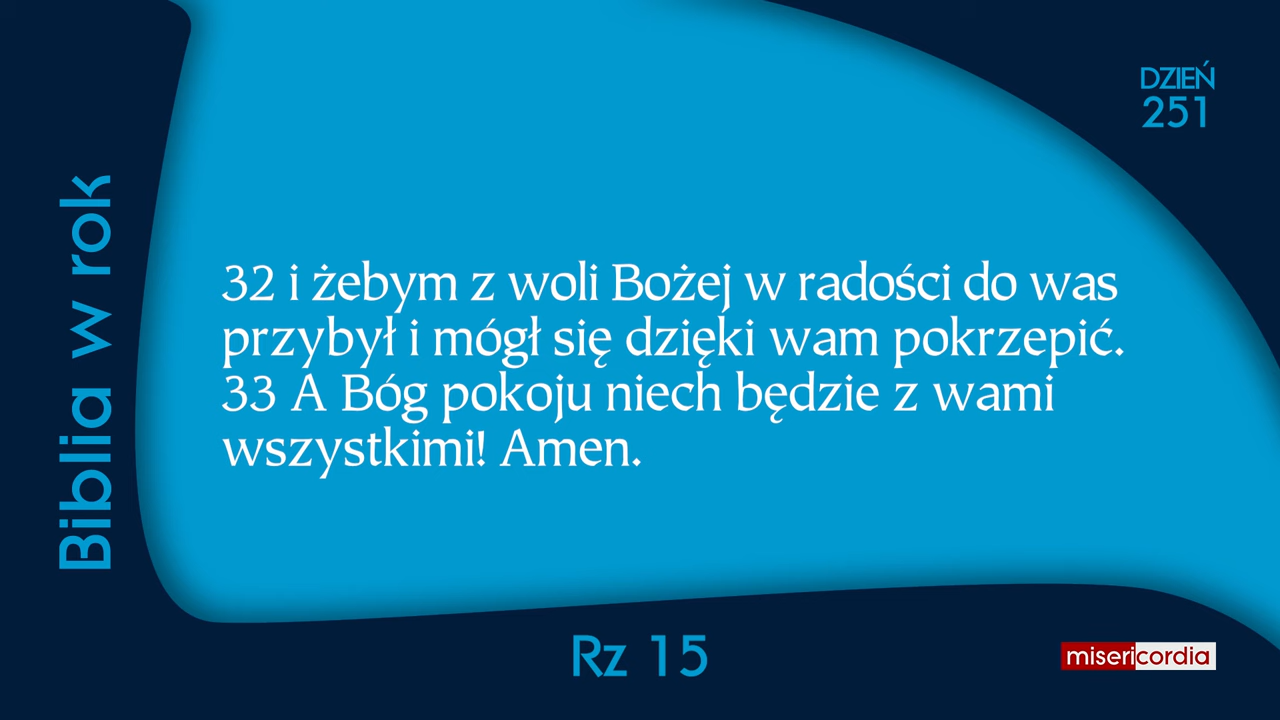 DZIEŃ
251
Biblia w rok
32 i żebym z woli Bożej w radości do was
przybył i mógł się dzięki wam pokrzepić.
33 A Bóg pokoju niech będzie z wami
wszystkimi! Amen.
Rz 15
misericordia